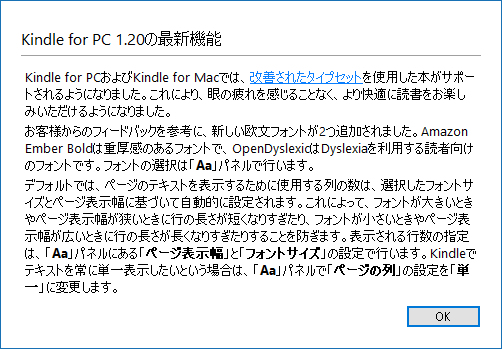 Kindle for PC 1.20の最新機能
Kindle for PCおよびKindle for Macでは、改善されたタイプセットを使用した本がサポー
トされるようになりました。これにより、眼の疲れを感じることなく、より快適に読書をお楽し
みいただけるようになりました。
お客様からのフィードバックを参考に、新しい欧文フォントが2つ追加されました。Amazon
Ember Boldは重厚感のあるフォントで、OpenDyslexicはDyslexiaを利用する読者向け
のフォントです。フォントの選択は「Aa」パネルで行います。
デフォルトでは、ページのテキストを表示するために使用する列の数は、選択したフォントサ
イズとページ表示幅に基づいて自動的に設定されます。これによって、フォントが大きいとき
やページ表示幅が狭いときに行の長さが短くなりすぎたり、フォントが小さいときやページ表
示幅が広いときに行の長さが長くなりすぎたりすることを防ぎます。表示される行数の指定
は、「Aa」パネルにある「ページ表示幅」と「フォントサイズ」の設定で行います。Kindleで
テキストを常に単一表示したいという場合は、「Aa」パネルで「ページの列」の設定を「単
一」に変更します。
OK